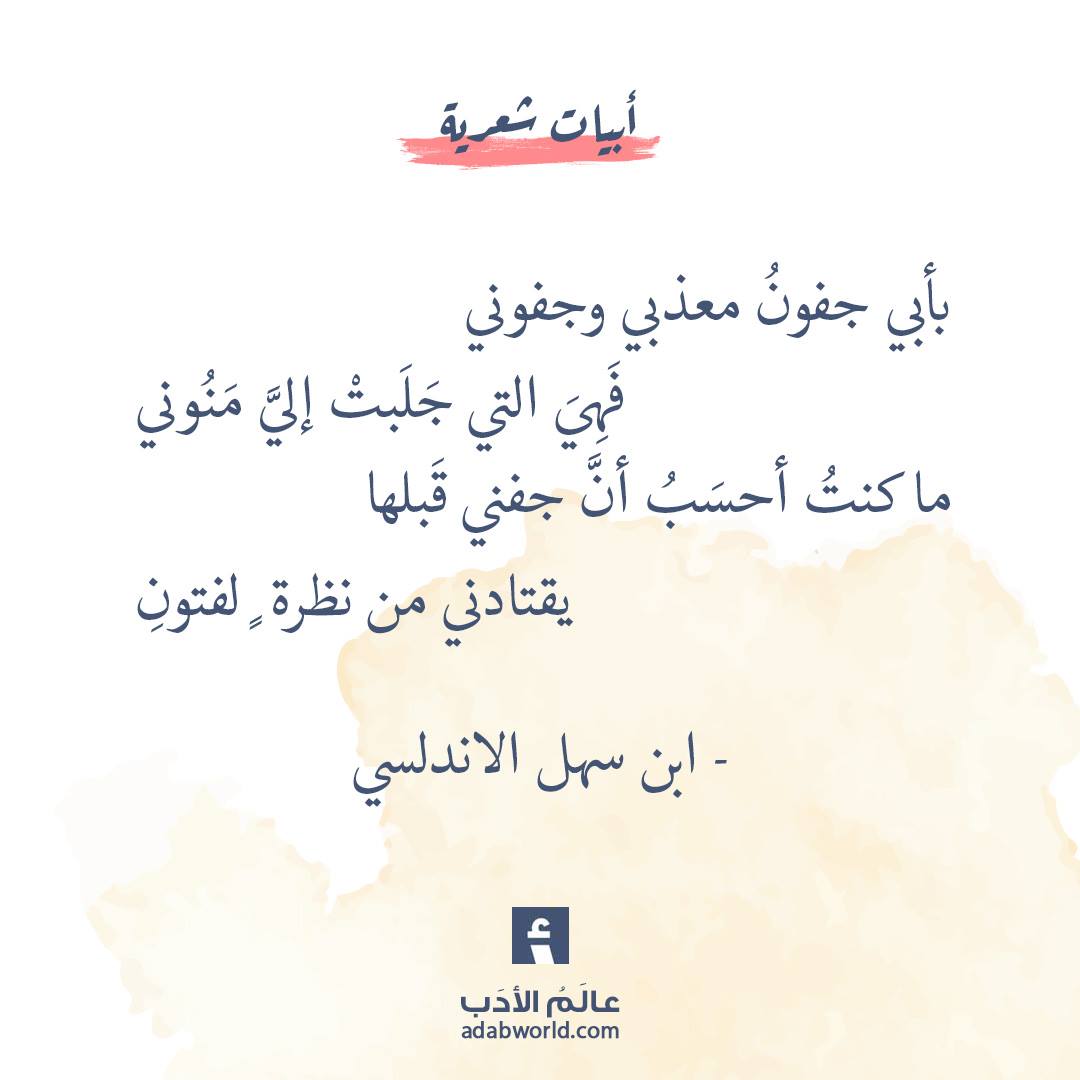 أبيات شعرية
بأبي جفونُ معذبي وجفوني
فَهِيَ التي جَلَبتْ إليَّ مَنُوني
ما كنتُ أحسَبُ أنَّ جفني قَبلها
يقتادني من نظرة ٍ لفتونِ
- ابن سهل الاندلسي
أ
عالَمُ الأدَب
adabworld.com